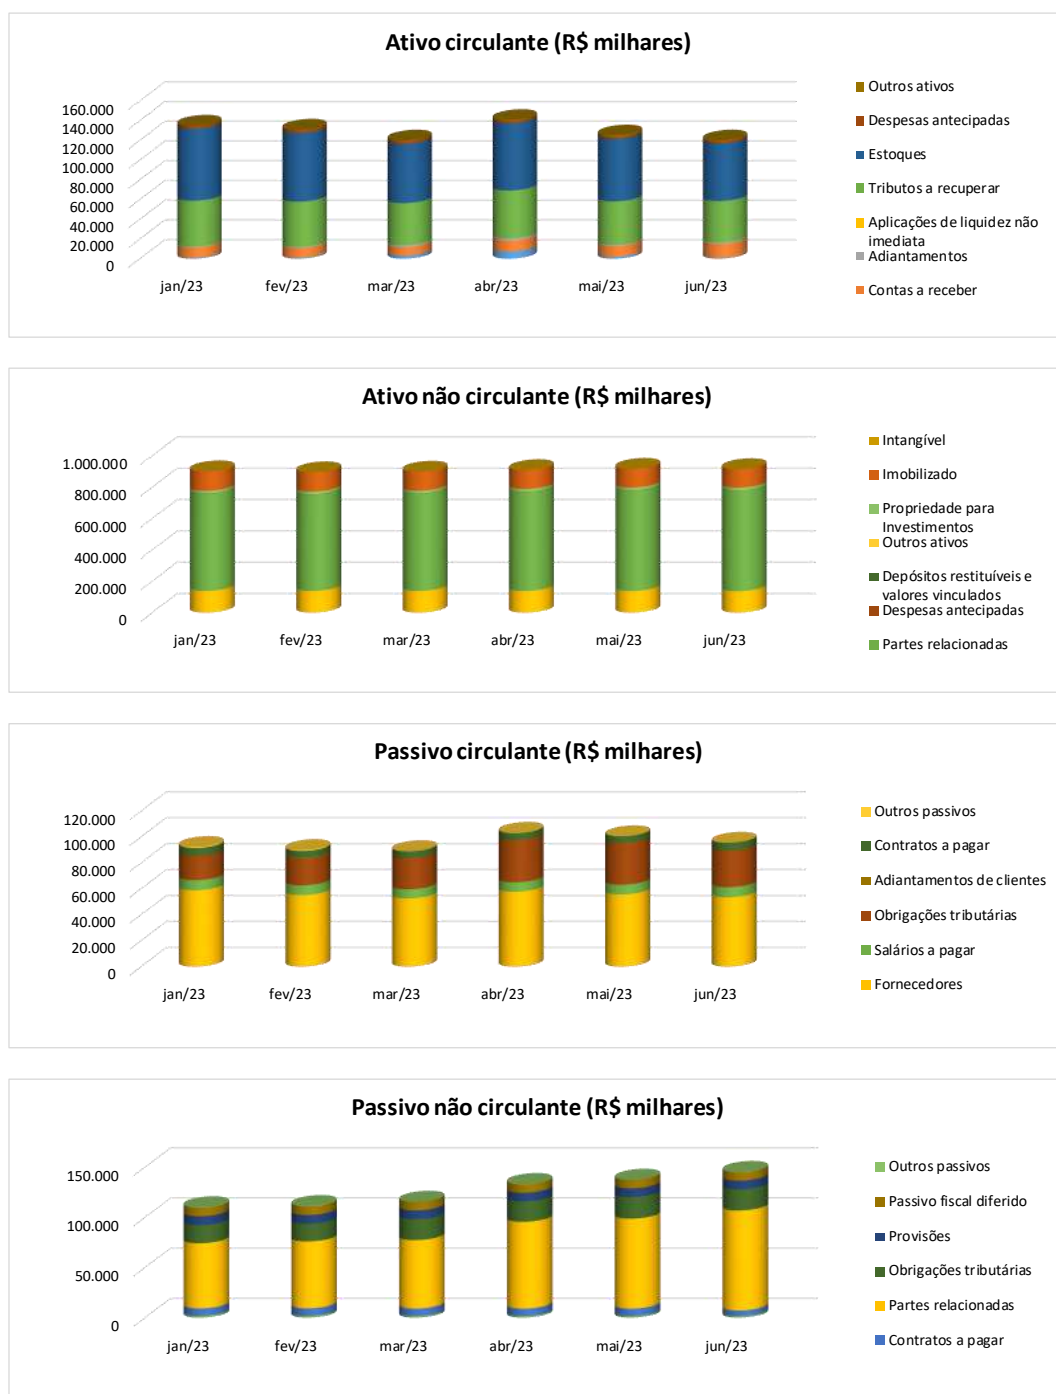 Ativo circulante (R$ milhares)
160.000
140.000
120.000
100.000
80.000
60.000
40.000
20.000
0
jan/23 fev/23 mar/23 abr/23 mai/23 jun/23
Outros ativos
Despesas antecipadas
Estoques
Tributos a recuperar
Aplicações de liquidez não
imediata
Adiantamentos
Contas a receber
Ativo não circulante (R$ milhares)
1.000.000
800.000
600.000
400.000
200.000
0
jan/23 fev/23 mar/23 abr/23 mai/23 jun/23
Intangível
Imobilizado
Propriedade para
Investimentos
Outros ativos
Depósitos restituíveis e
valores vinculados
Despesas antecipadas
Partes relacionadas
Passivo circulante (R$ milhares)
120.000
100.000
80.000
60.000
40.000
20.000
0
jan/23 fev/23 mar/23 abr/23 mai/23 jun/23
Outros passivos
Contratos a pagar
Adiantamentos de clientes
Obrigações tributárias
Salários a pagar
Fornecedores
Passivo não circulante (R$ milhares)
150.000
100.000
50.000
0
jan/23 fev/23 mar/23 abr/23 mai/23 jun/23
Outros passivos
Passivo fiscal diferido
Provisões
Obrigações tributárias
Partes relacionadas
Contratos a pagar